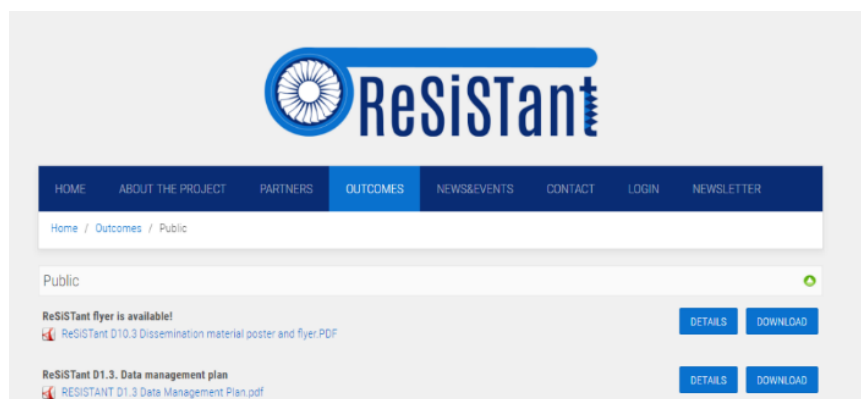 ReSiSTant
HOME ABOUT THE PROJECT PARTNERS OUTCOMES NEWS&EVENTS CONTACT LOGIN NEWSLETTER
Home / Outcomes / Public
Public
ReSiSTant flyer is available!
ReSiSTant D10.3 Dissemination material poster and flyer.PDF
DETAILS DOWNLOAD
ReSiSTant D1.3. Data management plan
RESISTANT D1.3 Data Management Plan.pdf
DETAILS DOWNLOAD